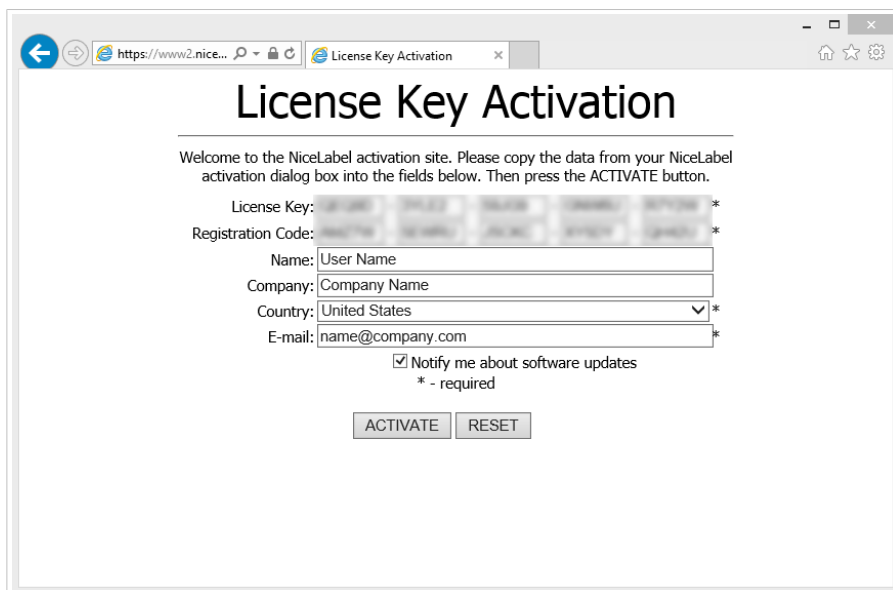 https://www2.nice...
License Key Activation
License Key Activation
Welcome to the NiceLabel activation site. Please copy the data from your NiceLabel
activation dialog box into the fields below. Then press the ACTIVATE button.
License Key: *
Registration Code: *
Name: User Name
Company: Company Name
Country: United States *
E-mail: name@company.com *
Notify me about software updates
* - required
ACTIVATE RESET